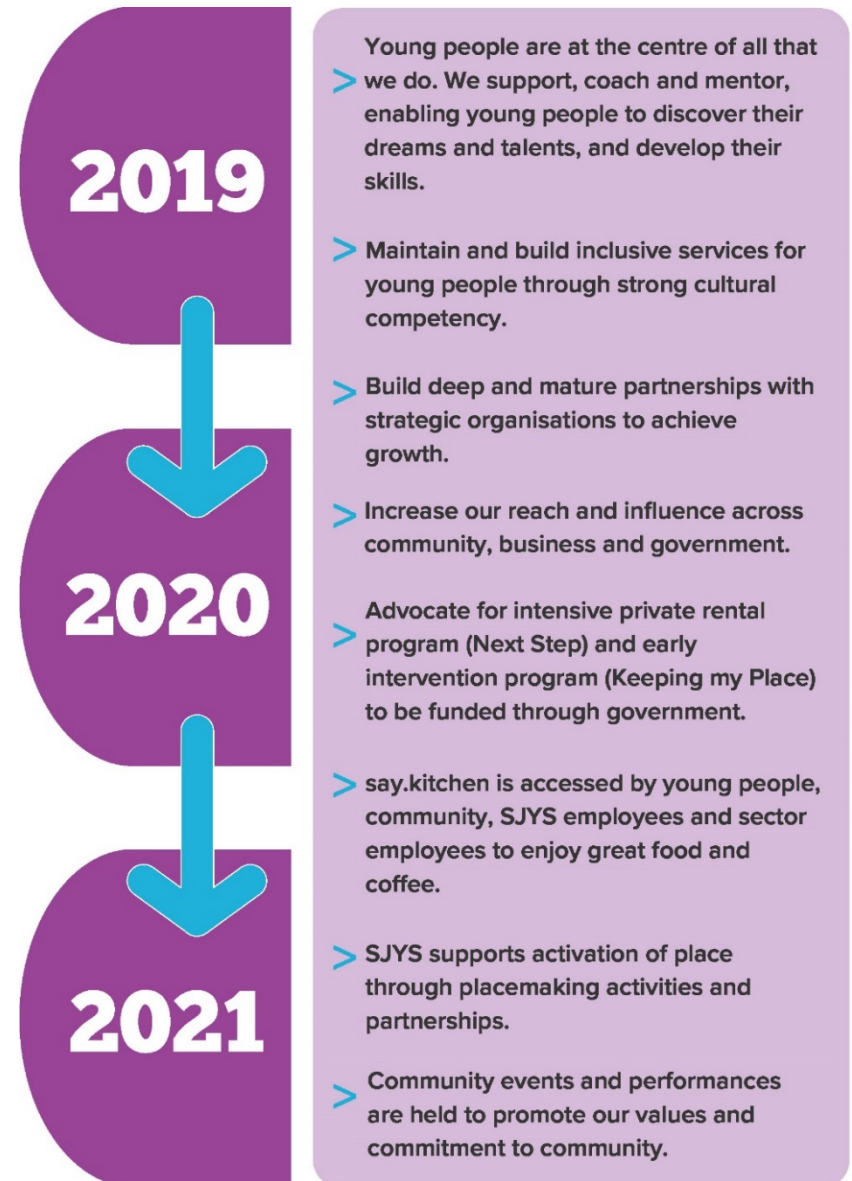 2019
2020
2021
Young people are at the centre of all that
> we do. We support, coach and mentor,
enabling young people to discover their
dreams and talents, and develop their
skills.
> Maintain and build inclusive services for
young people through strong cultural
competency.
> Build deep and mature partnerships with
strategic organisations to achieve
growth.
> Increase our reach and influence across
community, business and government.
Advocate for intensive private rental
> program (Next Step) and early
intervention program (Keeping my Place)
to be funded through government.
> say.kitchen is accessed by young people,
community, SJYS employees and sector
employees to enjoy great food and
coffee.
> SJYS supports activation of place
through placemaking activities and
partnerships.
> Community events and performances
are held to promote our values and
commitment to community.